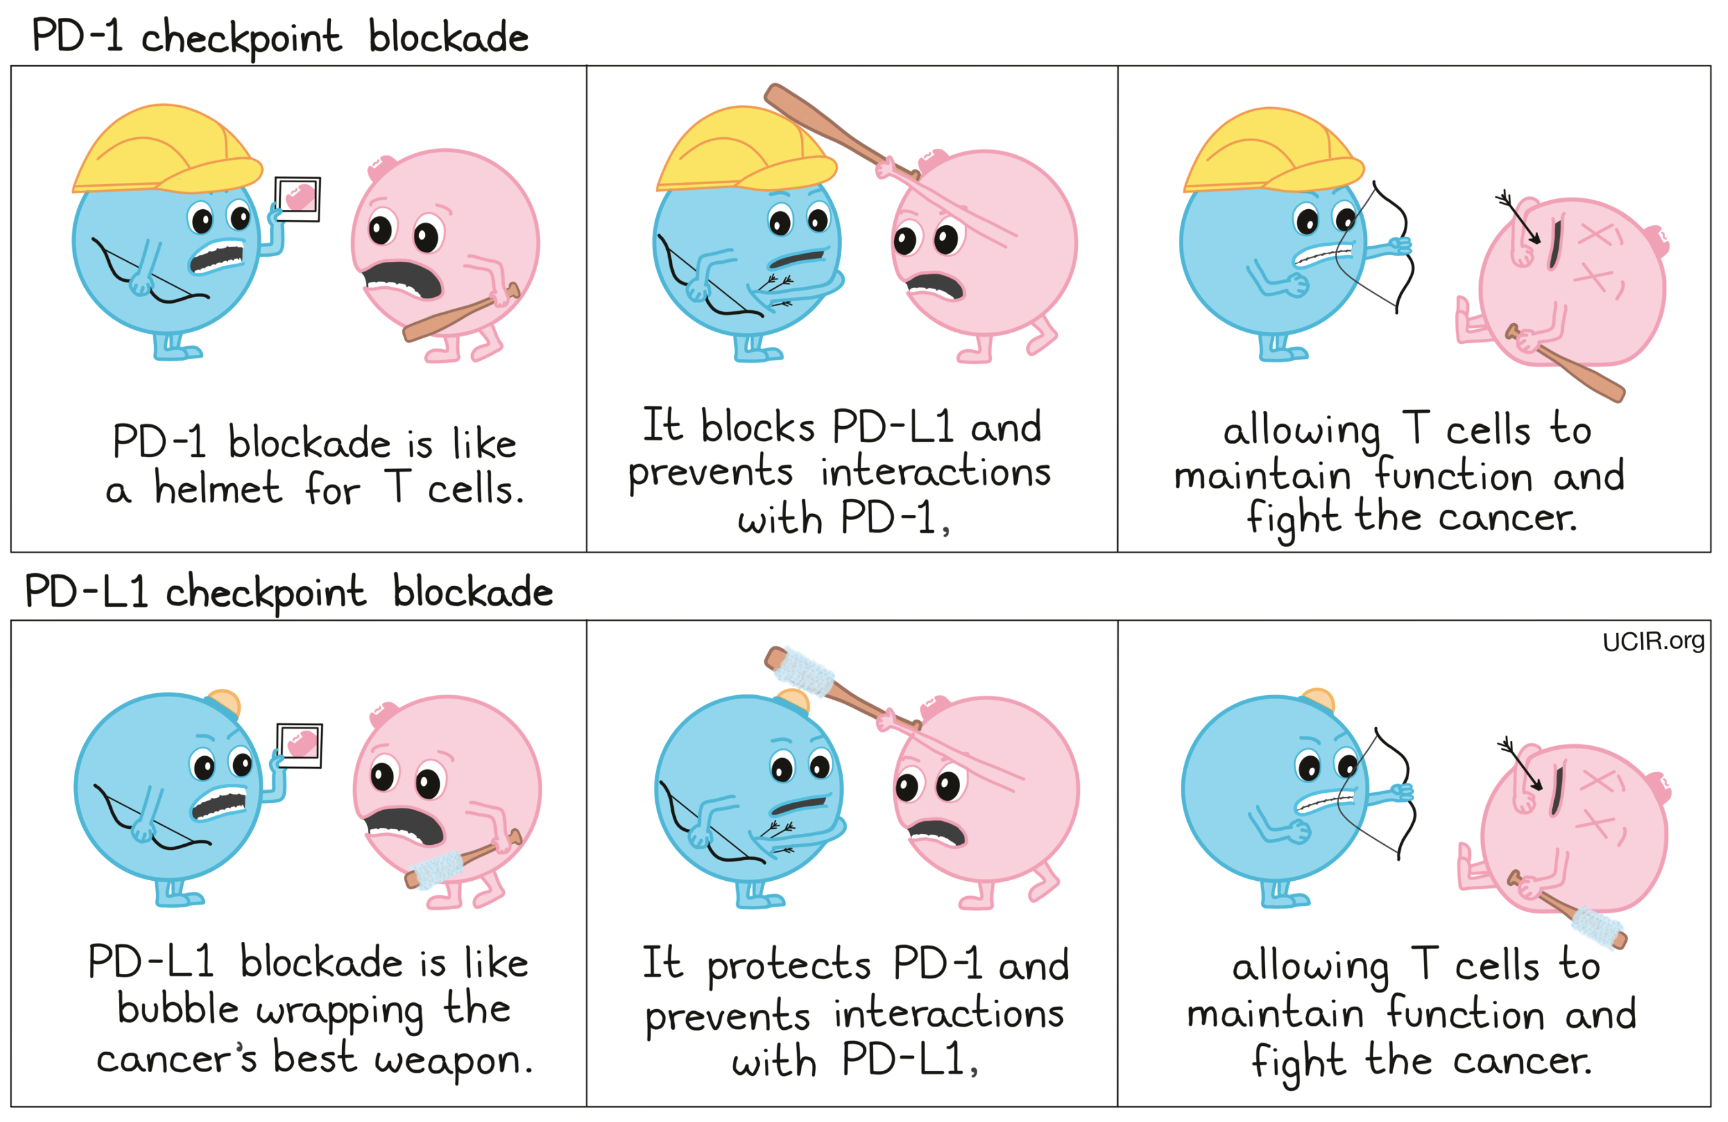 PD-1 checkpoint blockade
PD-1 blockade is like
a helmet for T cells.
It blocks PD-L1 and
prevents interactions
with PD-1,
allowing T cells to
maintain function and
fight the cancer.
PD-L1 checkpoint blockade
UCIR.org
PD-L1 blockade is like
bubble wrapping the
cancer's best weapon.
It protects PD-1 and
prevents interactions
with PD-L1,
allowing T cells to
maintain function and
fight the cancer.